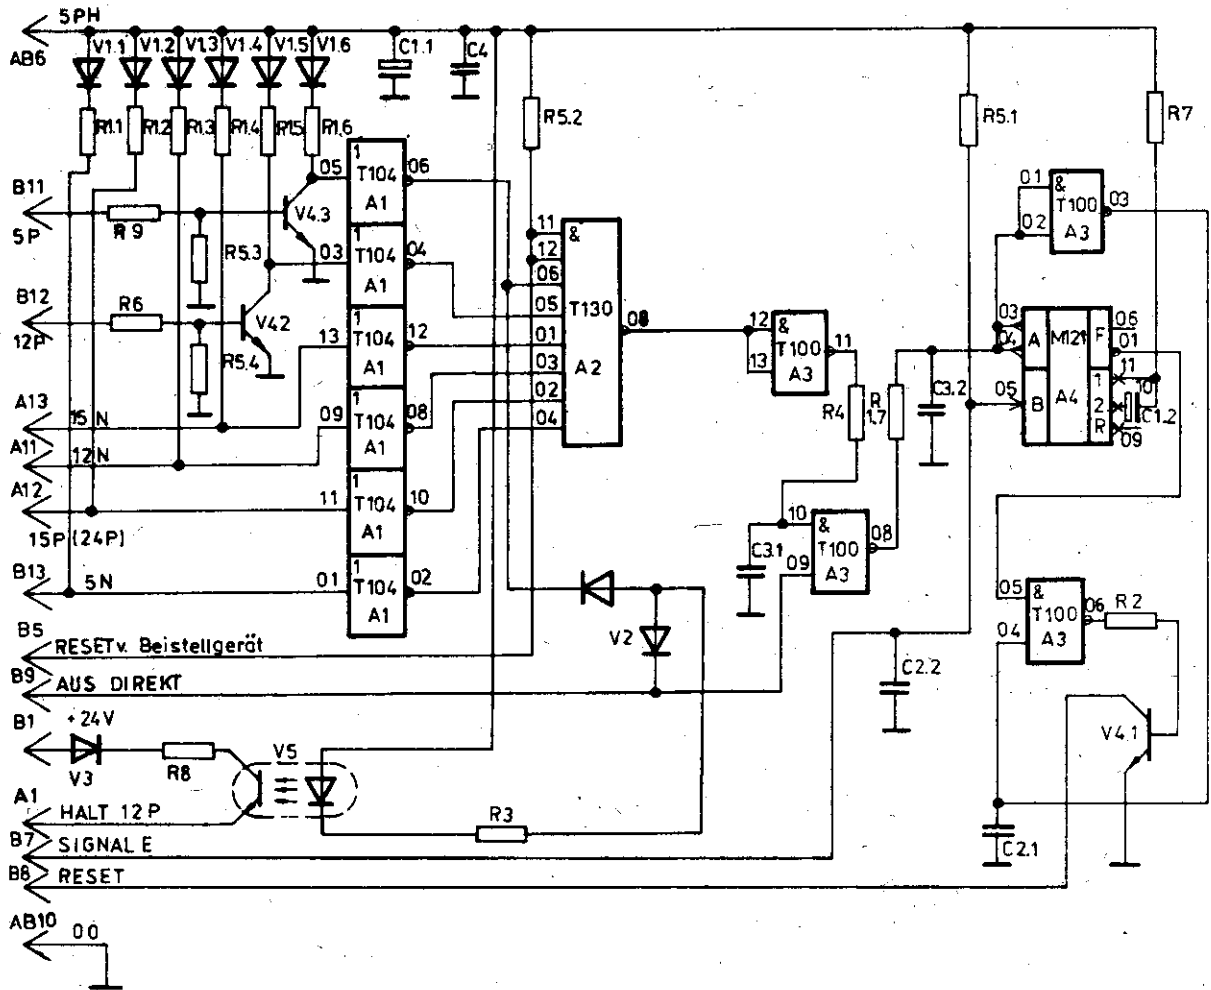 5PH
AB6
V1.1 V1.2 V1.3 V1.4 V1.5 V1.6 C1.1 C4
R1.1 R1.2 R1.3 R1.4 R1.5 R1.6 R5.2 R5.1 R7
B11
5P
R9
R5.3
V4.3
B12
12P
R6
R5.4
V4.2
A13
15 N
A11
12 N
A12
15P (24P)
B13
5N
05 1 T104 A1 06
03 1 T104 A1 04
13 1 T104 A1 12
09 1 T104 A1 08
11 1 T104 A1 10
01 1 T104 A1 02
11
12
06
05
01
03
02
04
&
T130
A2
08
12
13
&
T100
A3
11
R4
R1.7
C3.2
01
02
&
T100
A3
03
03
04
05
A
B
M121
A4
F
1
2
R
06
01
11
10
09
C1.2
C3.1
10
09
&
T100
A3
08
05
04
&
T100
A3
06
R2
V2
B5
RESET v. Beistellgerät
B9
AUS DIREKT
C2.2
B1
+24V
V3
R8
V5
V4.1
A1
HALT 12P
R3
B7
SIGNAL E
C2.1
B8
RESET
AB10
00